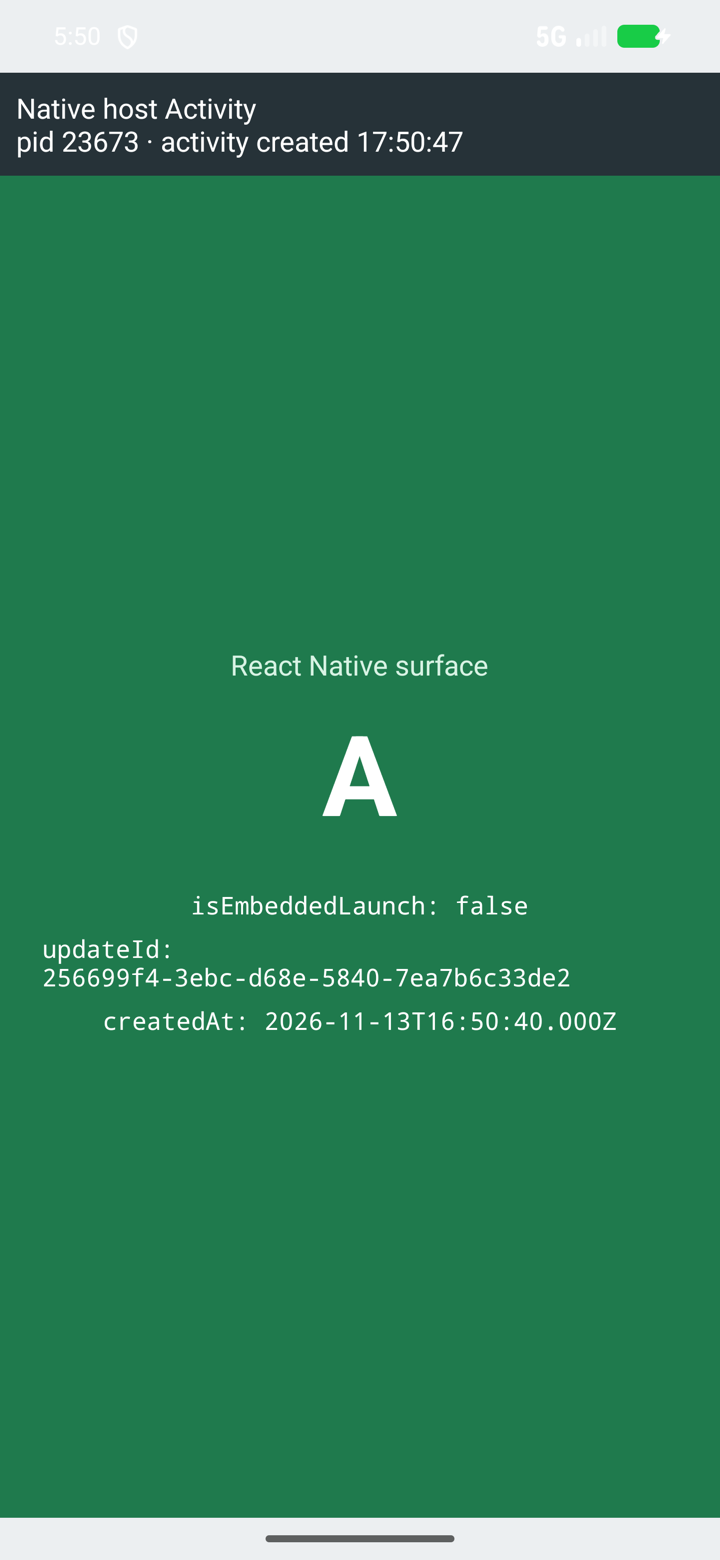 5:50 5G
Native host Activity
pid 23673 · activity created 17:50:47
React Native surface
A
isEmbeddedLaunch: false
updateId:
256699f4-3ebc-d68e-5840-7ea7b6c33de2
createdAt: 2026-11-13T16:50:40.000Z